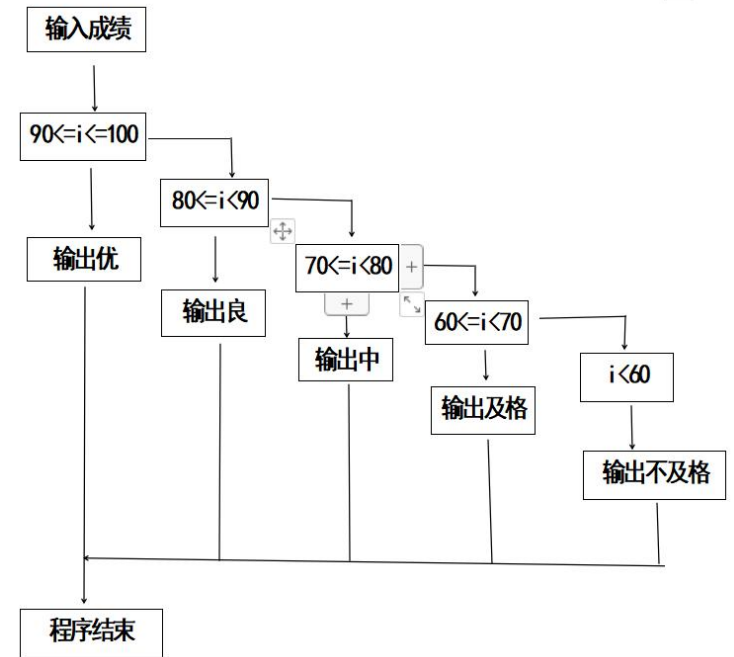 输入成绩
90<=i<=100
80<=i<90
输出优
70<=i<80
输出良
60<=i<70
输出中
i<60
输出及格
输出不及格
程序结束